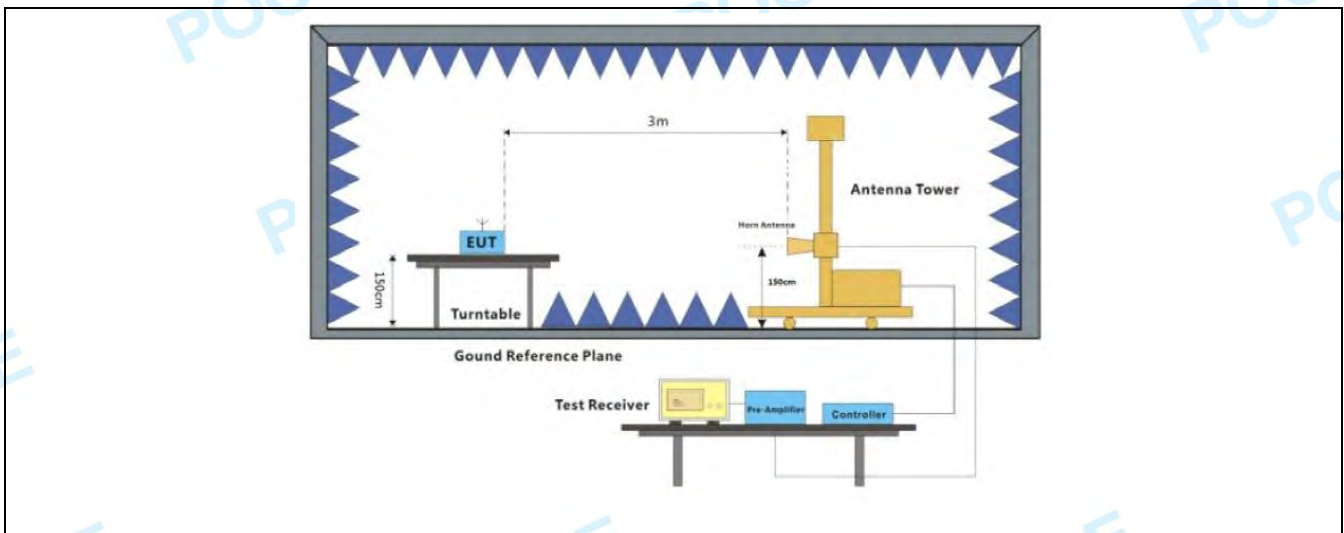 3m
Antenna Tower
Horn Antenna
EUT
150cm
150cm
Turntable
Gound Reference Plane
Test Receiver
Pre-Amplifier
Controller